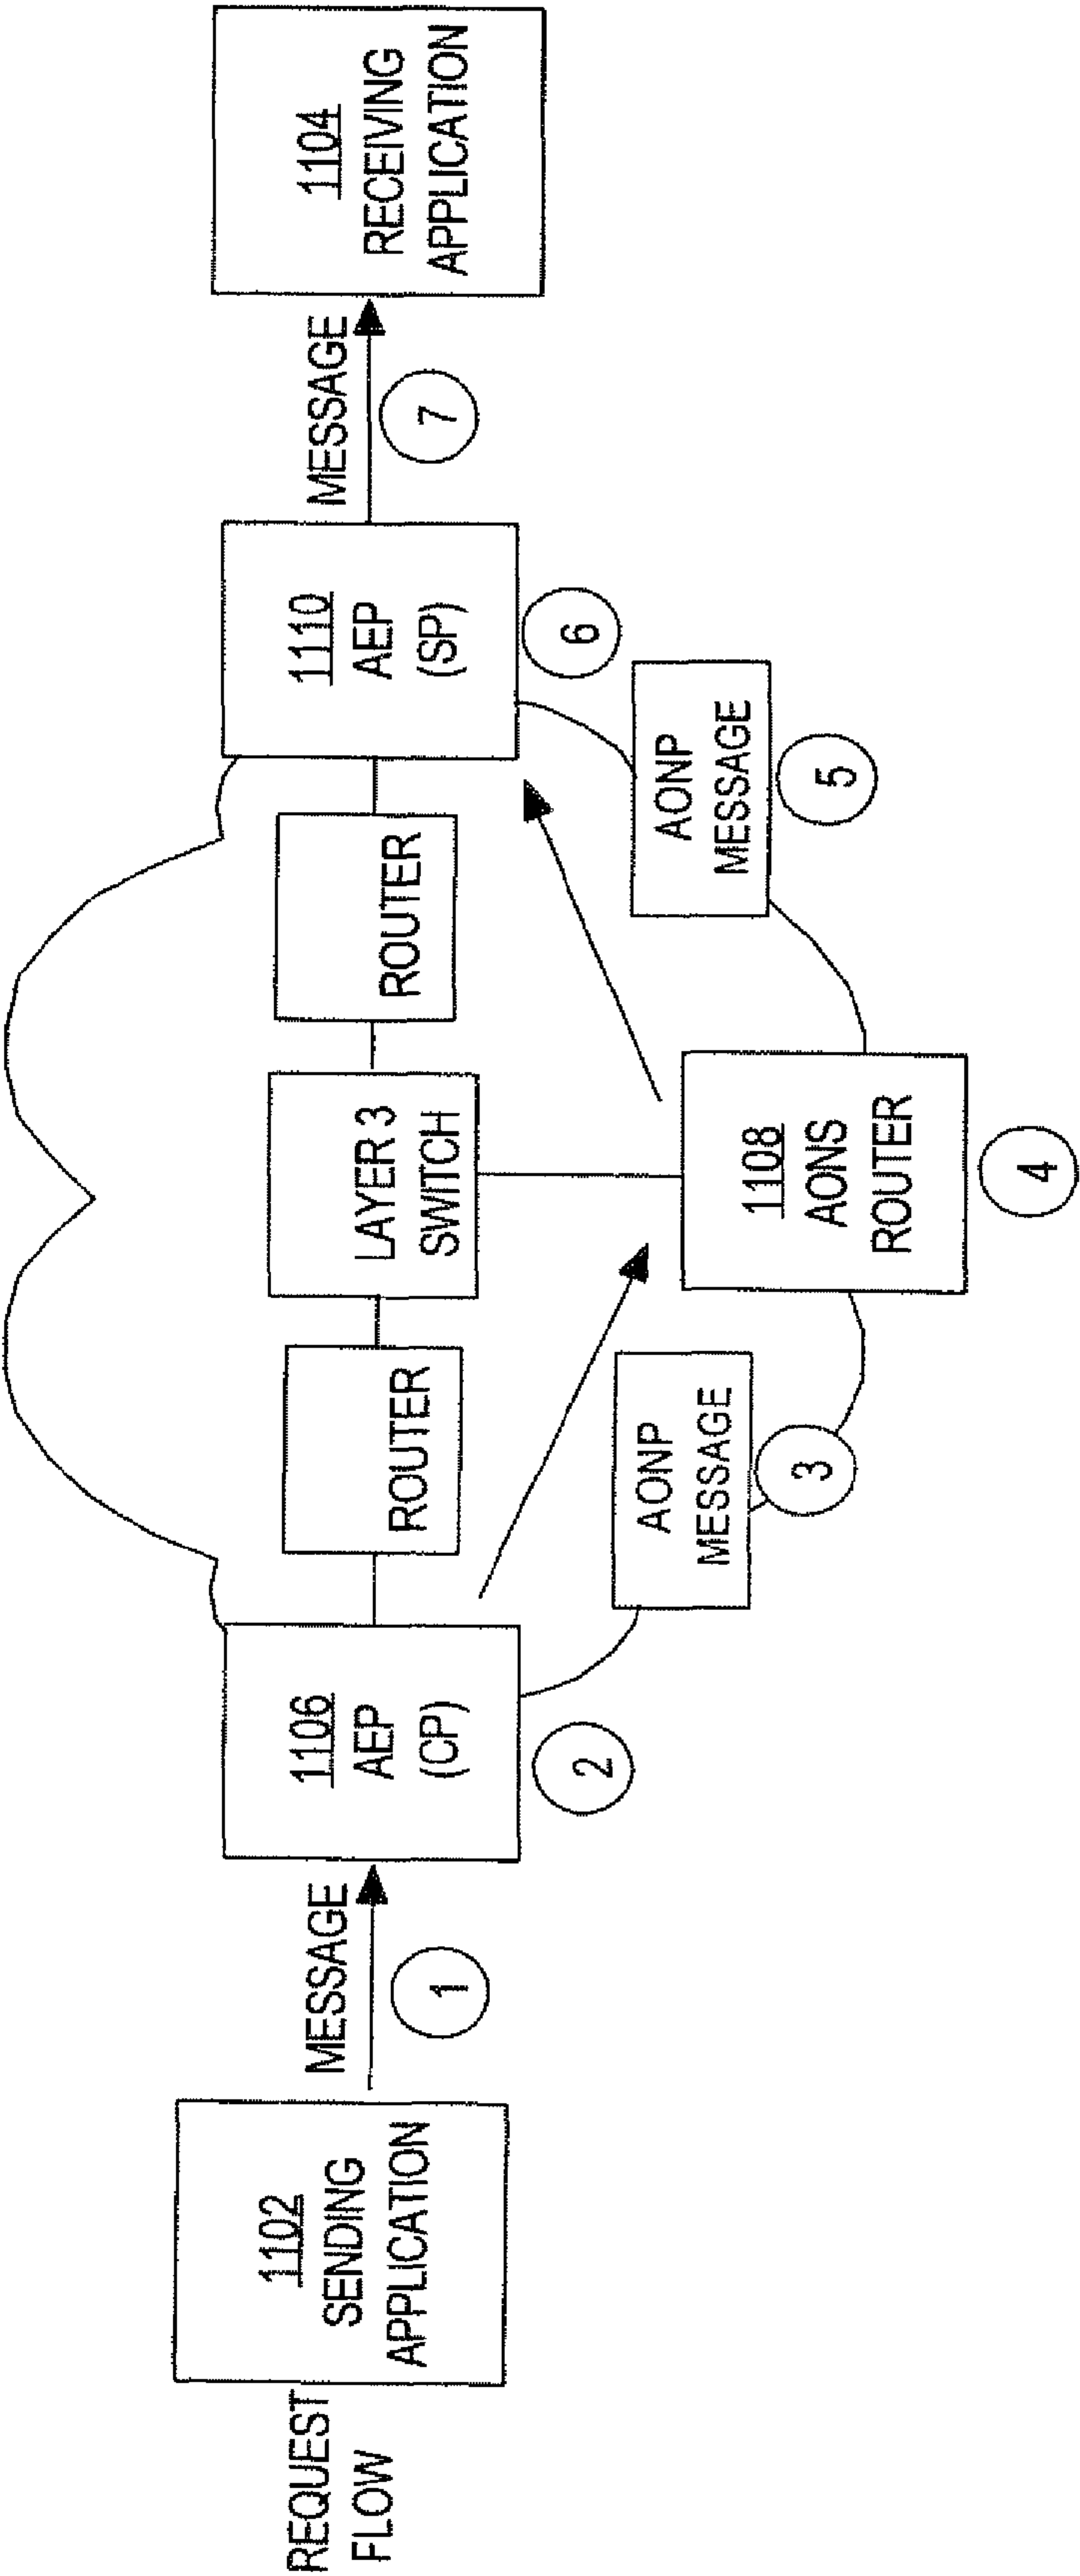 REQUEST
FLOW
1102
SENDING
APPLICATION
MESSAGE
1
1106
AEP
(CP)
2
ROUTER
AONP
MESSAGE
3
LAYER 3
SWITCH
1108
AONS
ROUTER
4
ROUTER
AONP
MESSAGE
5
1110
AEP
(SP)
6
MESSAGE
7
1104
RECEIVING
APPLICATION